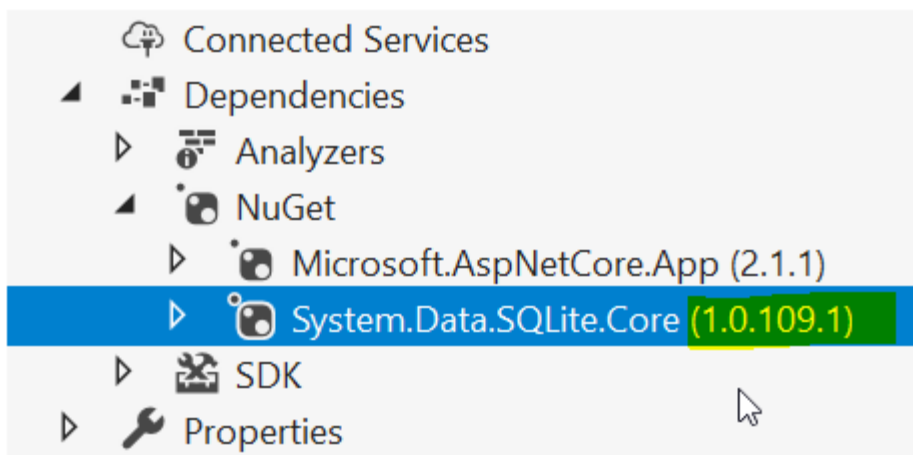 Connected Services
Dependencies
Analyzers
NuGet
Microsoft.AspNetCore.App (2.1.1)
System.Data.SQLite.Core (1.0.109.1)
SDK
Properties